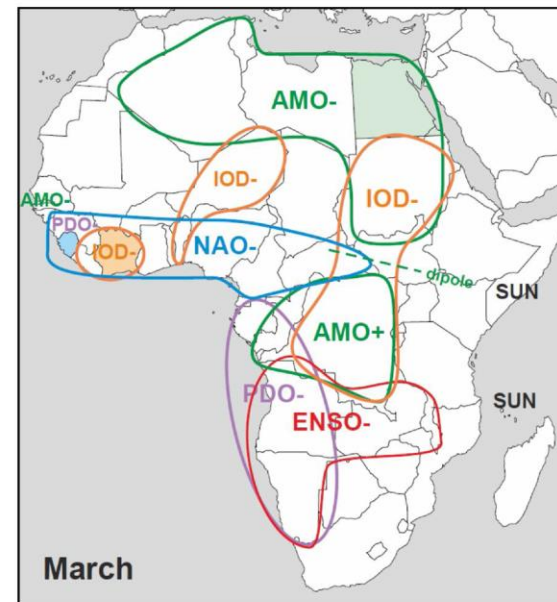 AMO-
IOD-
IOD-
AMO-
PDO-
IOD-
NAO-
dipole
SUN
AMO+
PDO-
SUN
ENSO-
March